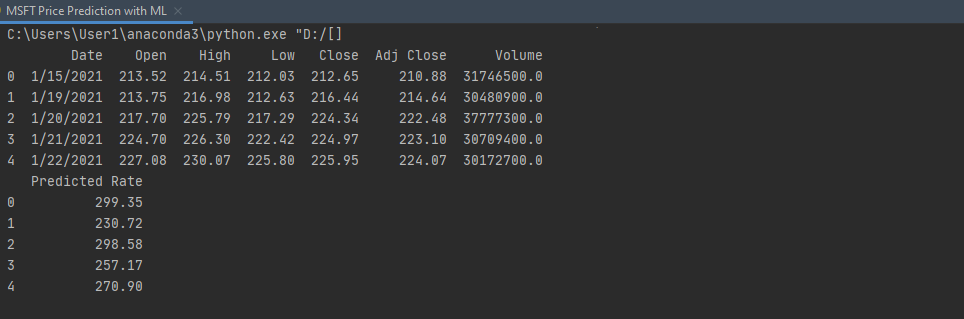 MSFT Price Prediction with ML ×
C:\Users\User1\anaconda3\python.exe "D:/[]
Date Open High Low Close Adj Close Volume
0 1/15/2021 213.52 214.51 212.03 212.65 210.88 31746500.0
1 1/19/2021 213.75 216.98 212.63 216.44 214.64 30480900.0
2 1/20/2021 217.70 225.79 217.29 224.34 222.48 37777300.0
3 1/21/2021 224.70 226.30 222.42 224.97 223.10 30709400.0
4 1/22/2021 227.08 230.07 225.80 225.95 224.07 30172700.0
Predicted Rate
0 299.35
1 230.72
2 298.58
3 257.17
4 270.90